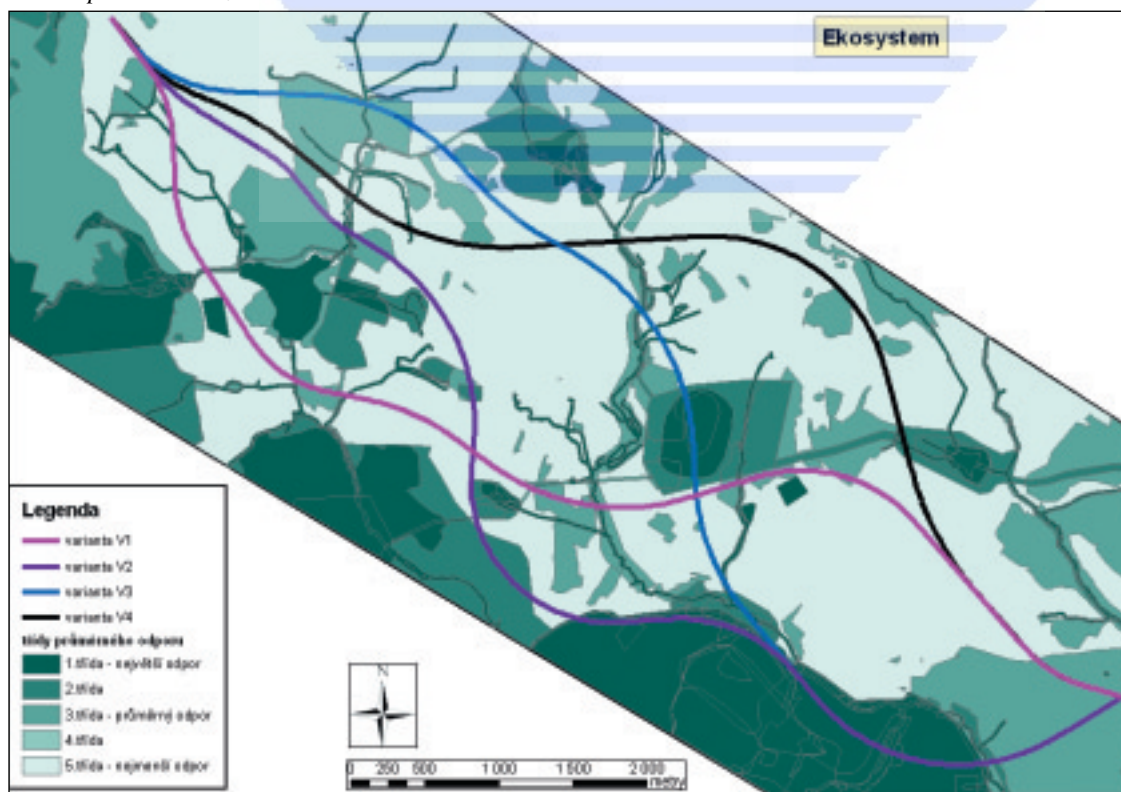 Ekosystem
Legenda
varianta V1
varianta V2
varianta V3
varianta V4
třídy průměrného odporu
1.třída - největší odpor
2.třída
3.třída - průměrný odpor
4.třída
5.třída - nejmenší odpor
N
0 250 500 1 000 1 500 2 000
metry